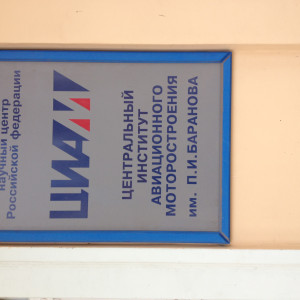 научный центр
Российской федерации
ЦИАМ
ЦЕНТРАЛЬНЫЙ
ИНСТИТУТ
АВИАЦИОННОГО
МОТОРОСТРОЕНИЯ
им. П.И.БАРАНОВА